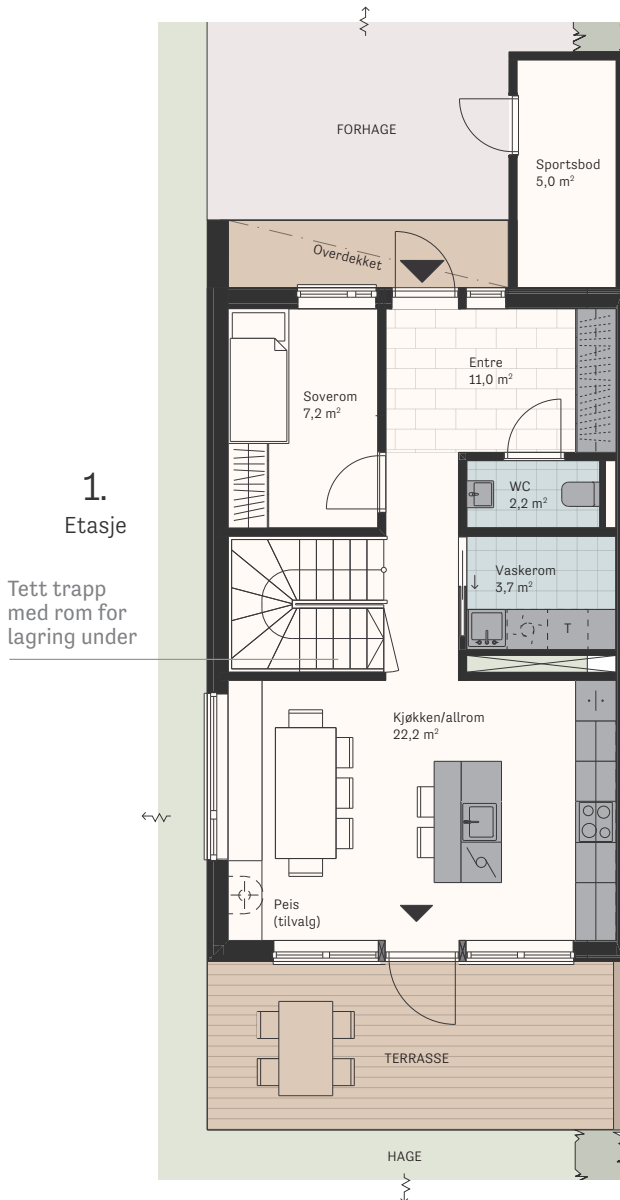 FORHAGE
Sportsbod
5,0 m²
Overdekket
Entre
11,0 m²
Soverom
7,2 m²
WC
2,2 m²
1.
Etasje
Vaskerom
3,7 m²
T
Tett trapp
med rom for
lagring under
Kjøkken/allrom
22,2 m²
Peis
(tilvalg)
TERRASSE
HAGE